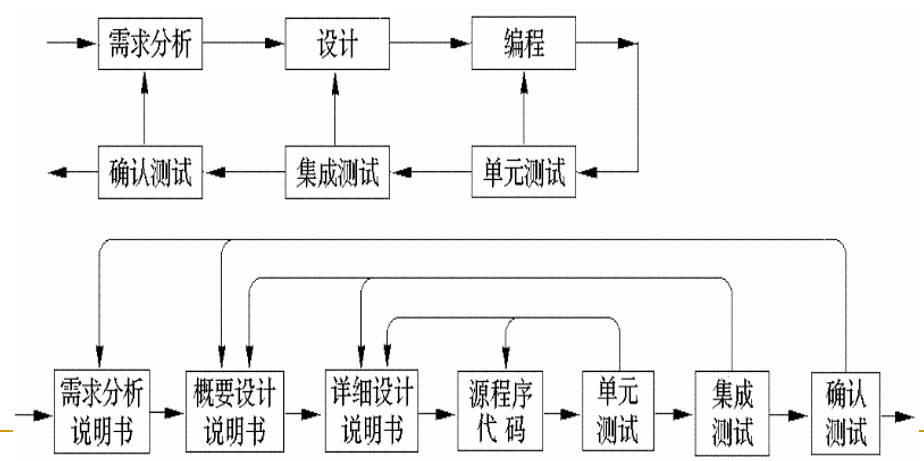 需求分析
设计
编程
确认测试
集成测试
单元测试
需求分析
说明书
概要设计
说明书
详细设计
说明书
源程序
代码
单元
测试
集成
测试
确认
测试